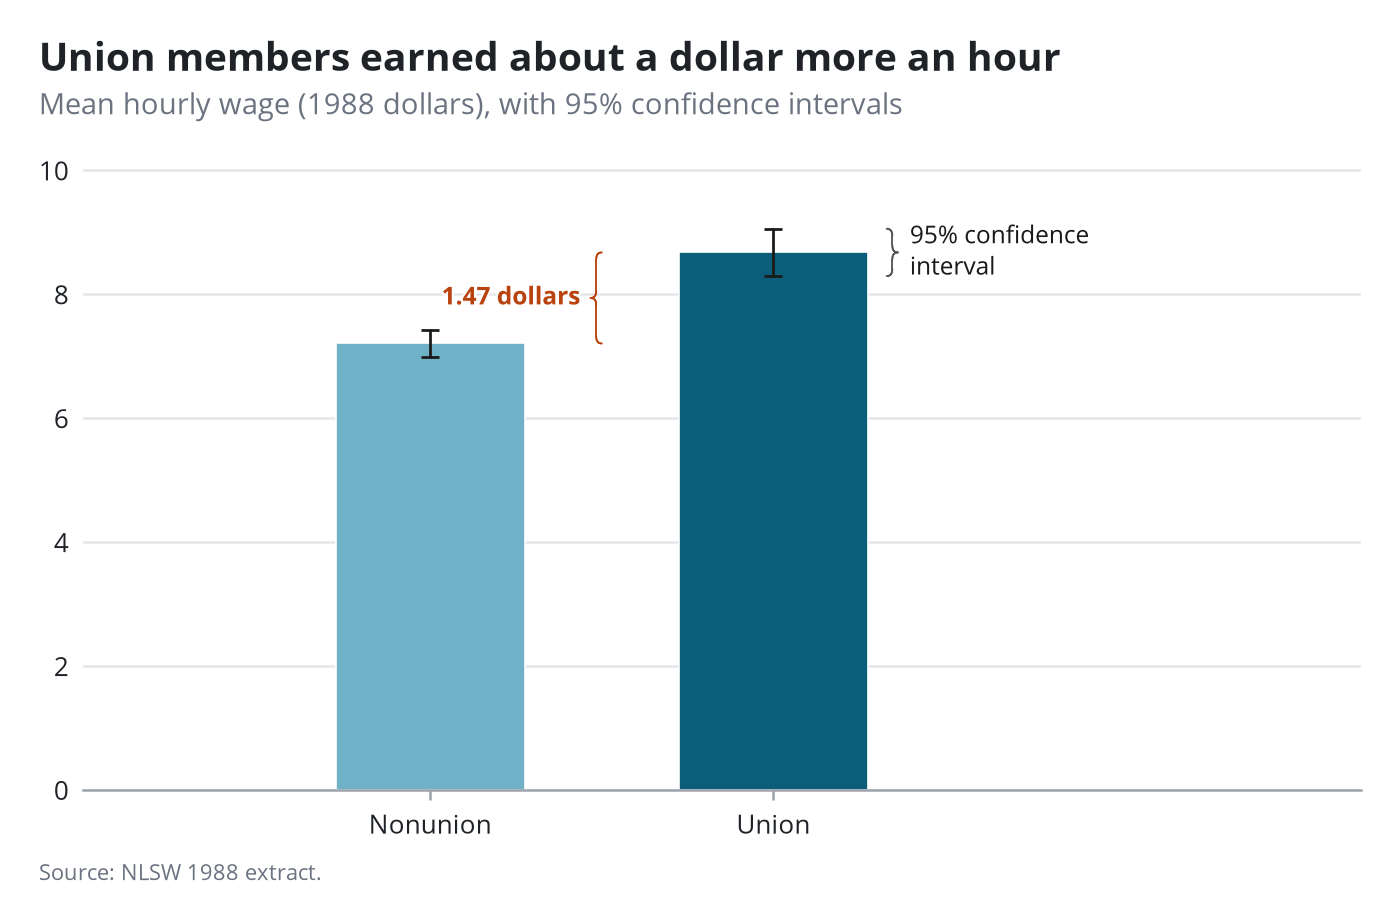 Union members earned about a dollar more an hour
Mean hourly wage (1988 dollars), with 95% confidence intervals
10
95% confidence
interval
1.47 dollars
8
6
4
2
0
Nonunion
Union
Source: NLSW 1988 extract.